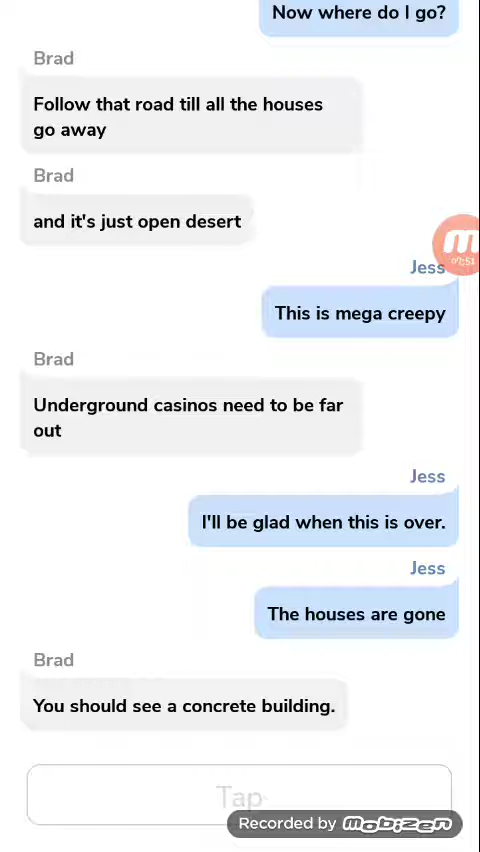 Now where do I go?
Brad
Follow that road till all the houses
go away
Brad
and it's just open desert
07:51
Jess
This is mega creepy
Brad
Underground casinos need to be far
out
Jess
I'll be glad when this is over.
Jess
The houses are gone
Brad
You should see a concrete building.
Tap
Recorded by mobizen